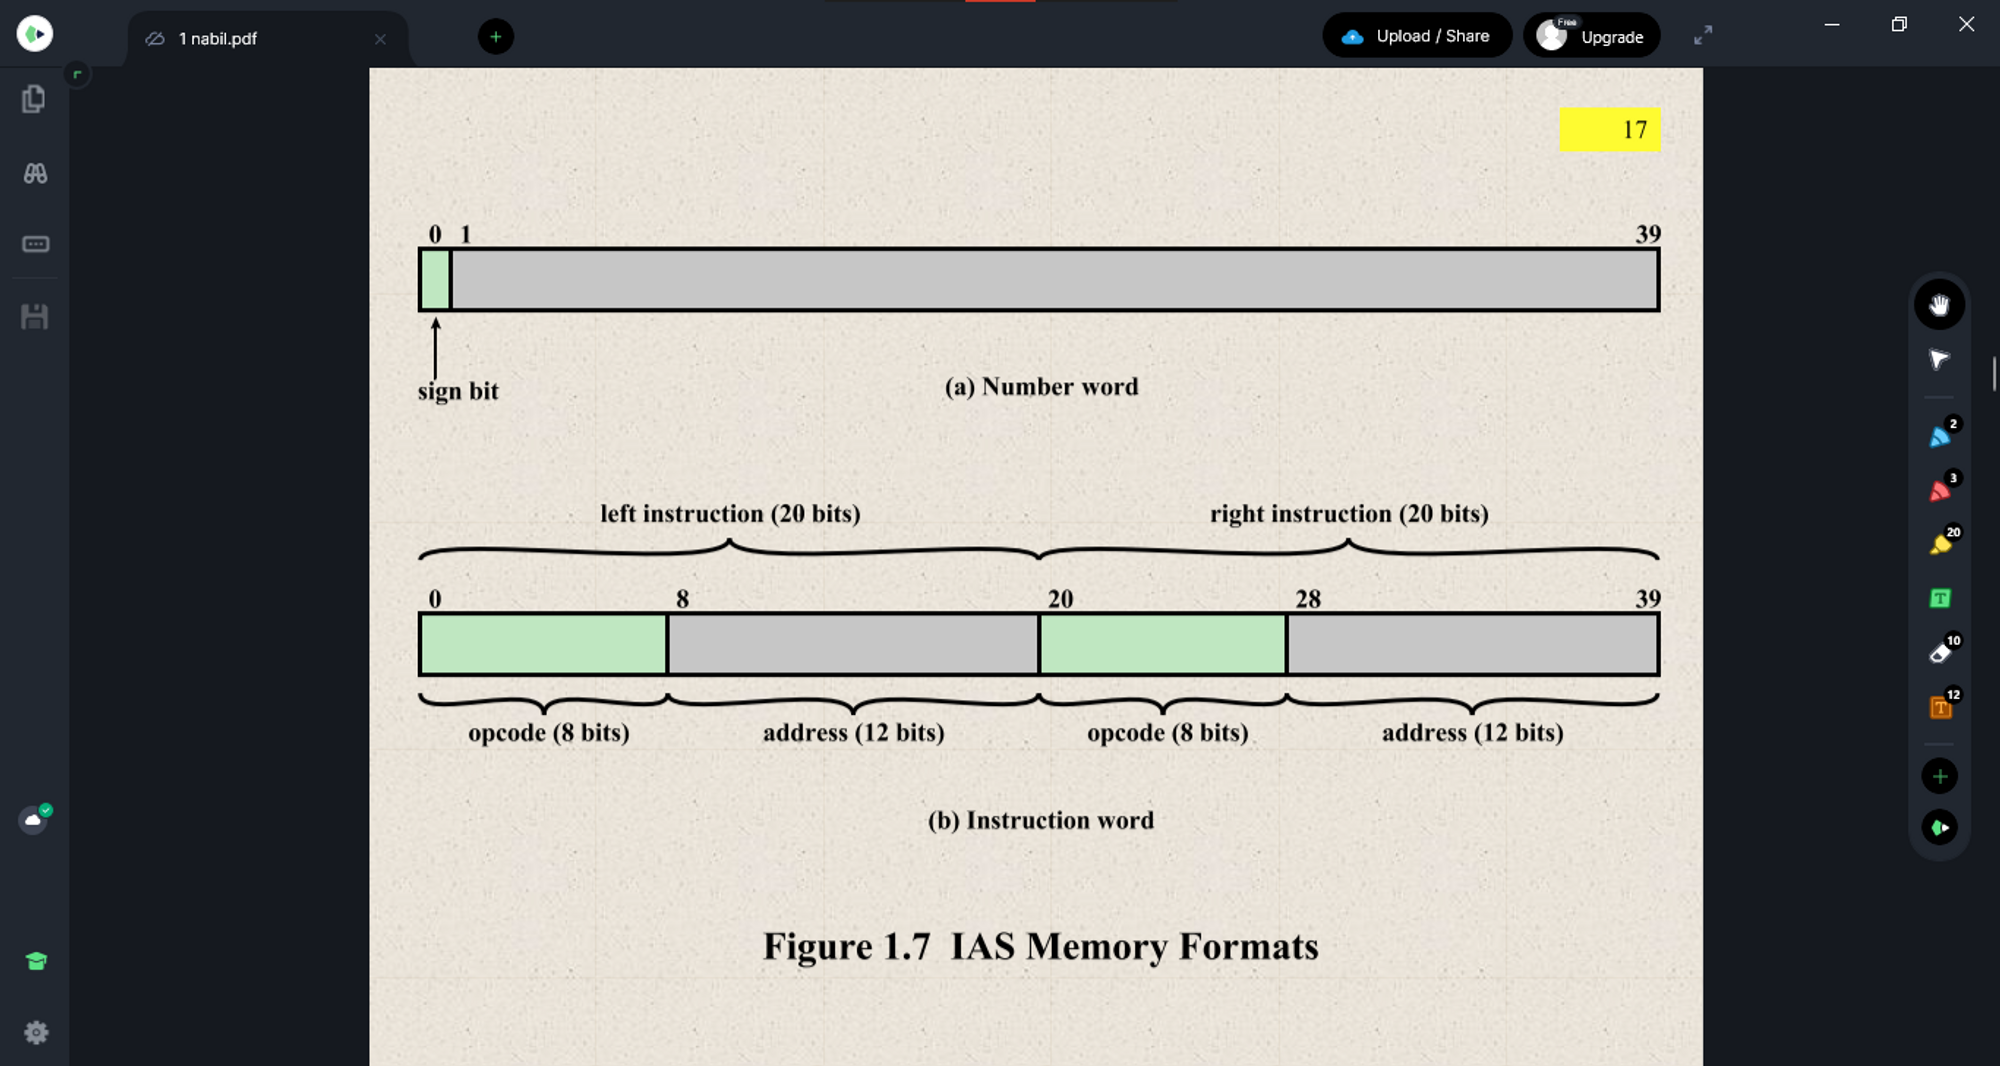 1 nabil.pdf
Upload / Share
Free
Upgrade
17
0 1 39
sign bit
(a) Number word
left instruction (20 bits) right instruction (20 bits)
0 8 20 28 39
opcode (8 bits) address (12 bits) opcode (8 bits) address (12 bits)
(b) Instruction word
Figure 1.7 IAS Memory Formats
2
3
20
T
10
12
T